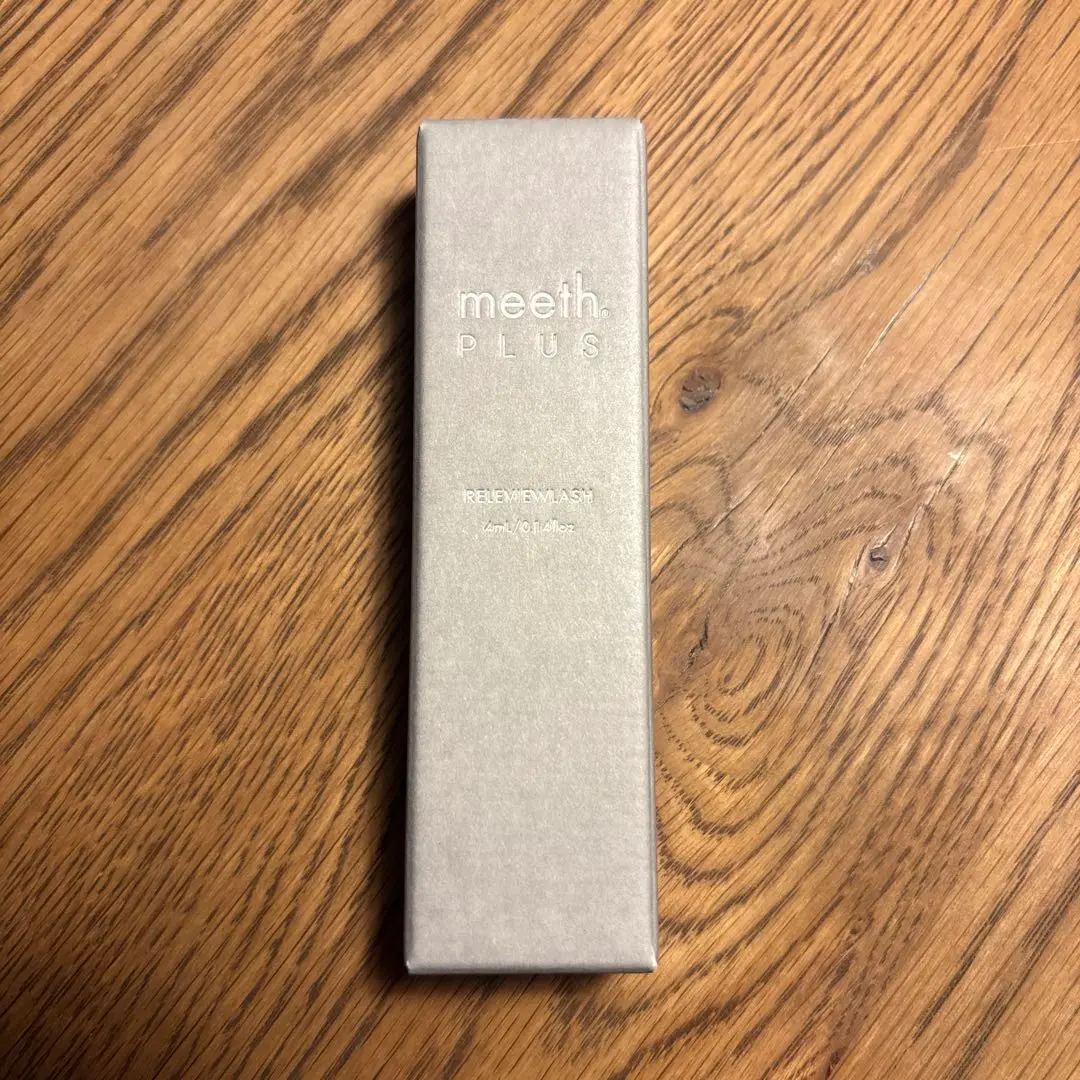 meeth.
PLUS
RELEVIEWLASH
4mL/0.14fl.oz